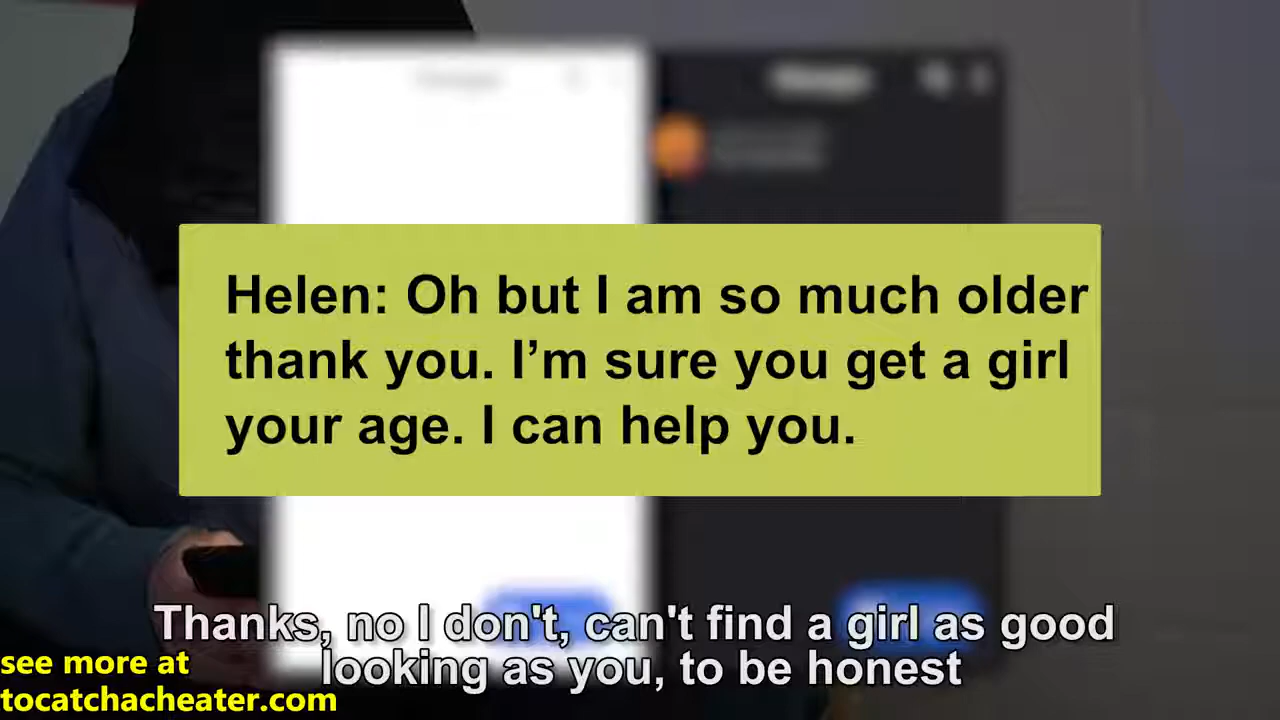 Helen: Oh but I am so much older
thank you. I’m sure you get a girl
your age. I can help you.
Thanks, no I don't, can't find a girl as good
looking as you, to be honest
see more at
tocatchacheater.com